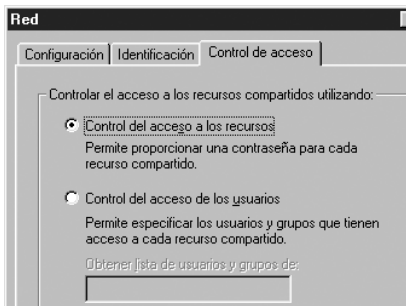 Red
Configuración Identificación Control de acceso
Controlar el acceso a los recursos compartidos utilizando:
Control del acceso a los recursos
Permite proporcionar una contraseña para cada
recurso compartido.
Control del acceso de los usuarios
Permite especificar los usuarios y grupos que tienen
acceso a cada recurso compartido.
Obtener lista de usuarios y grupos de: